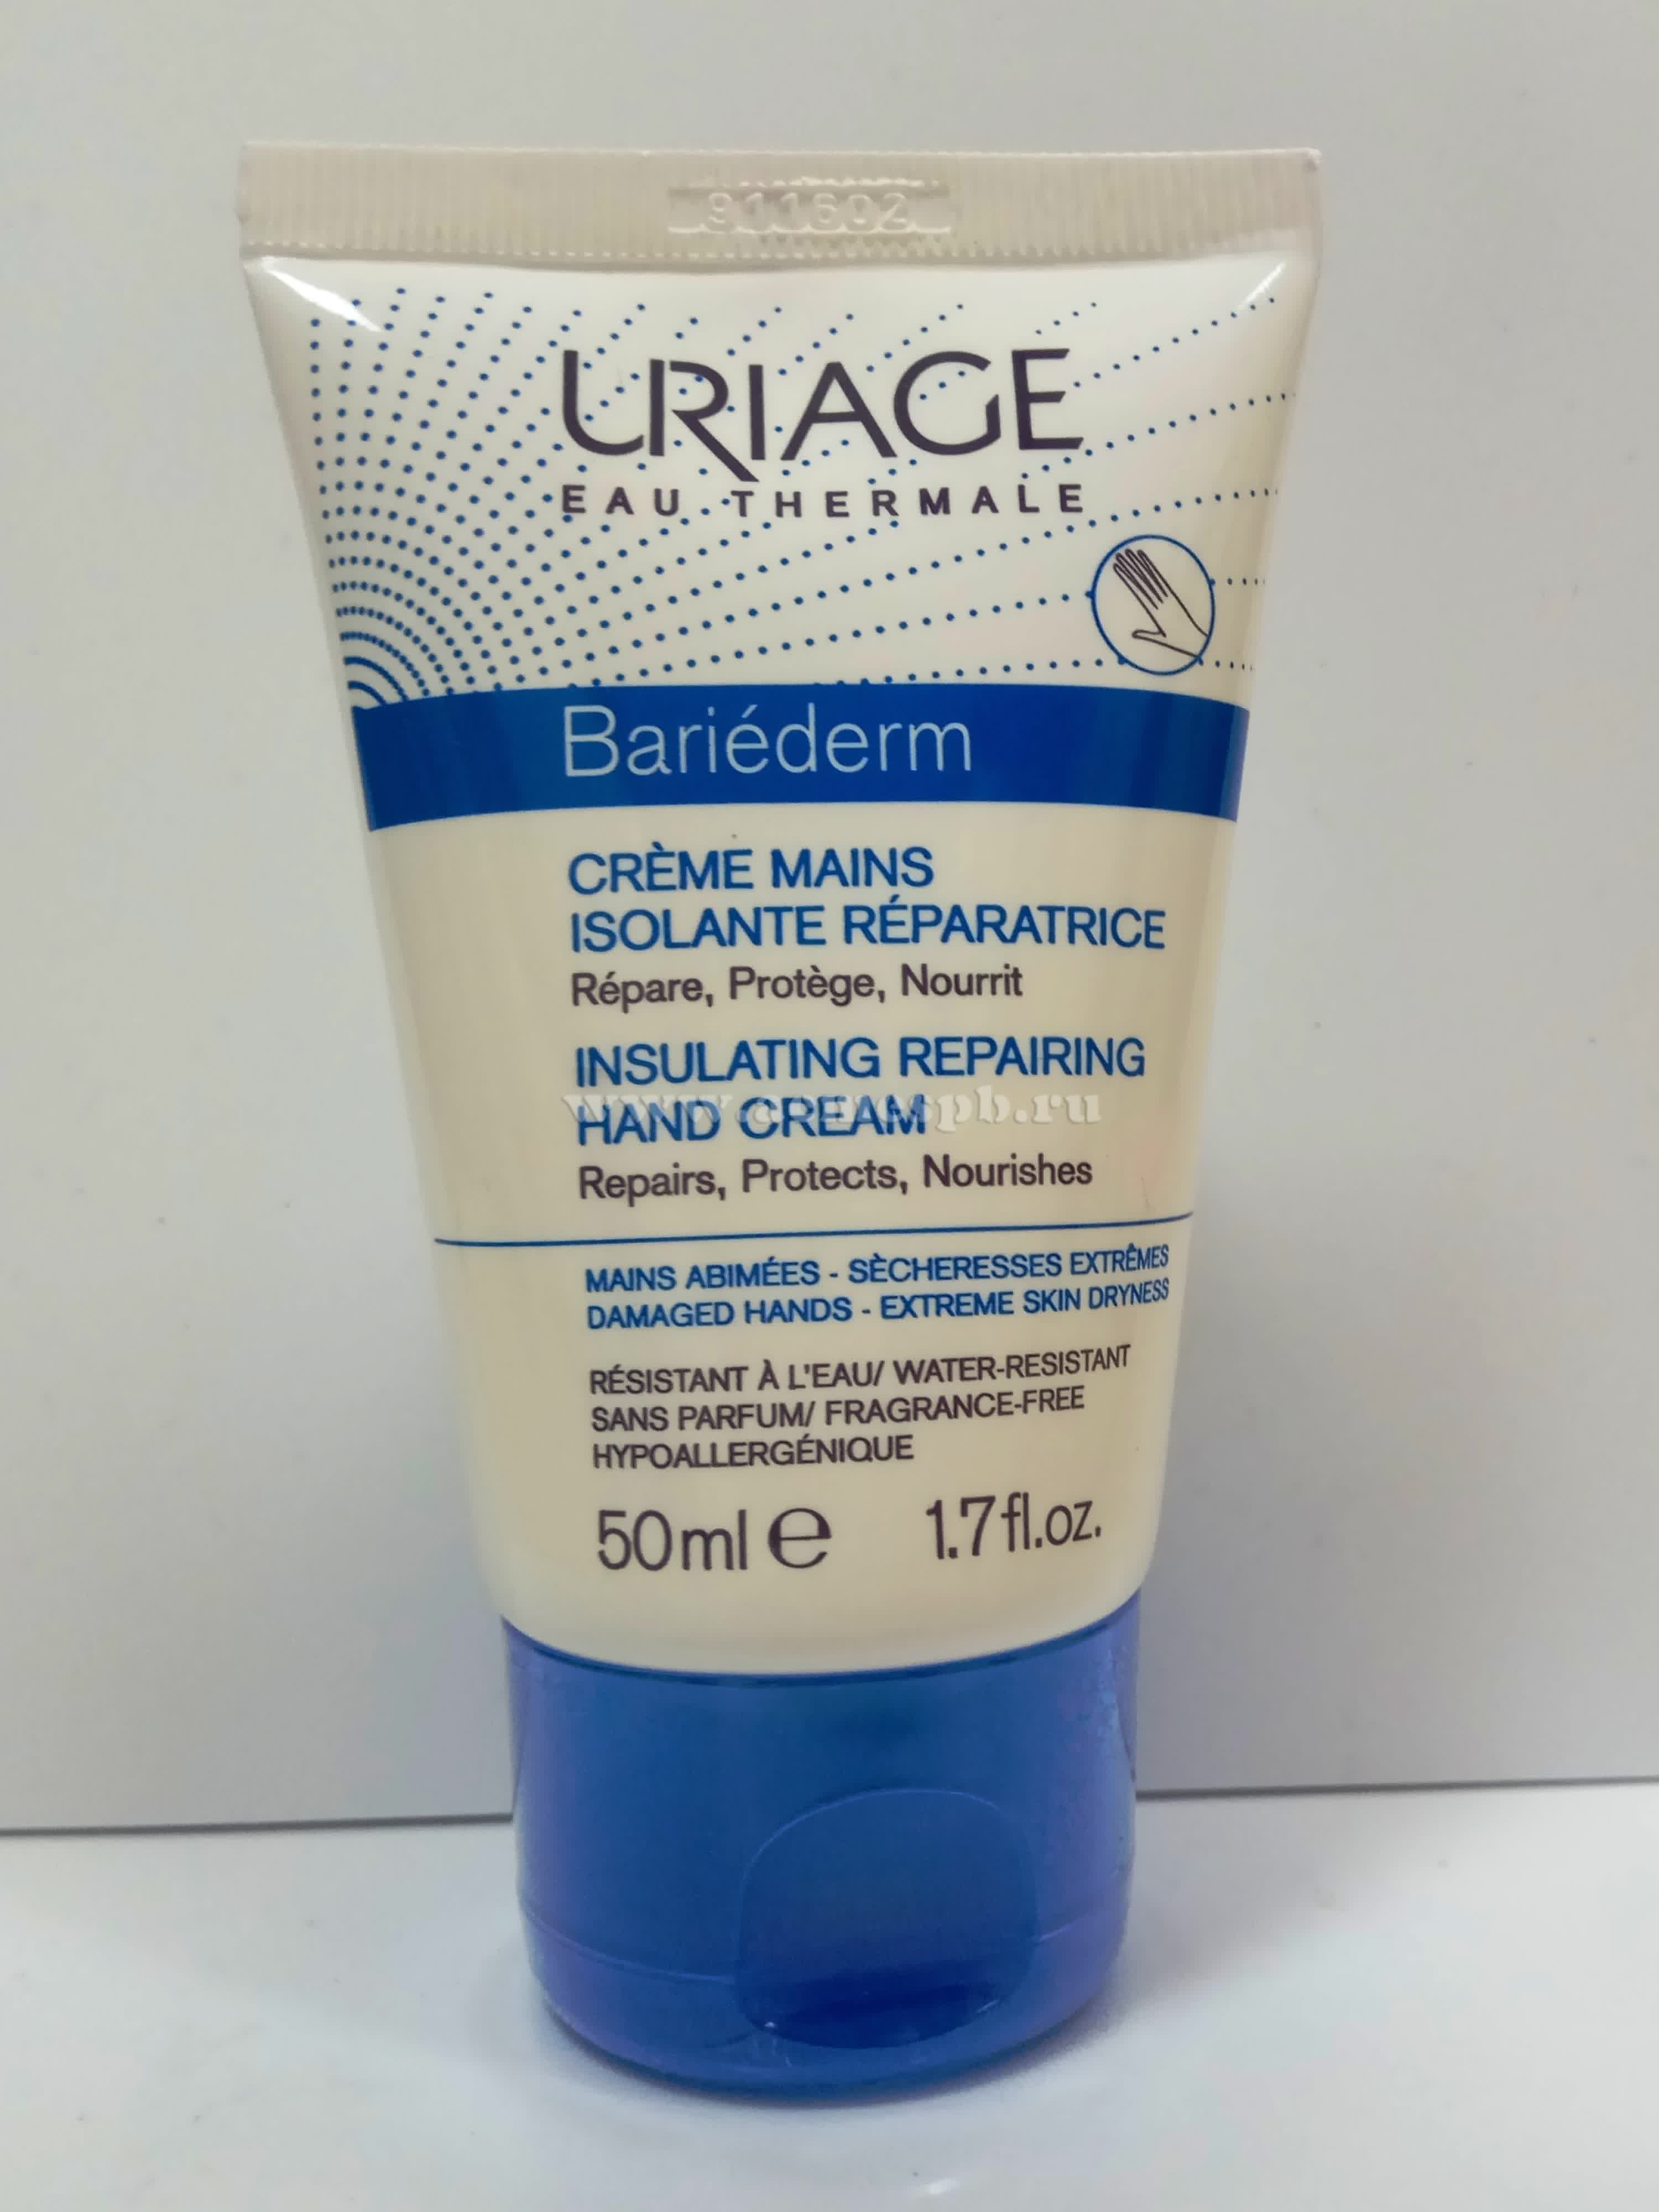 911602
URIAGE
EAU THERMALE
Bariéderm
CRÈME MAINS
ISOLANTE RÉPARATRICE
Répare, Protège, Nourrit
INSULATING REPAIRING
HAND CREAM
Repairs, Protects, Nourishes
MAINS ABIMÉES - SÈCHERESSES EXTRÊMES
DAMAGED HANDS - EXTREME SKIN DRYNESS
RÉSISTANT À L'EAU/ WATER-RESISTANT
SANS PARFUM/ FRAGRANCE-FREE
HYPOALLERGÉNIQUE
50ml e 1.7fl.oz.